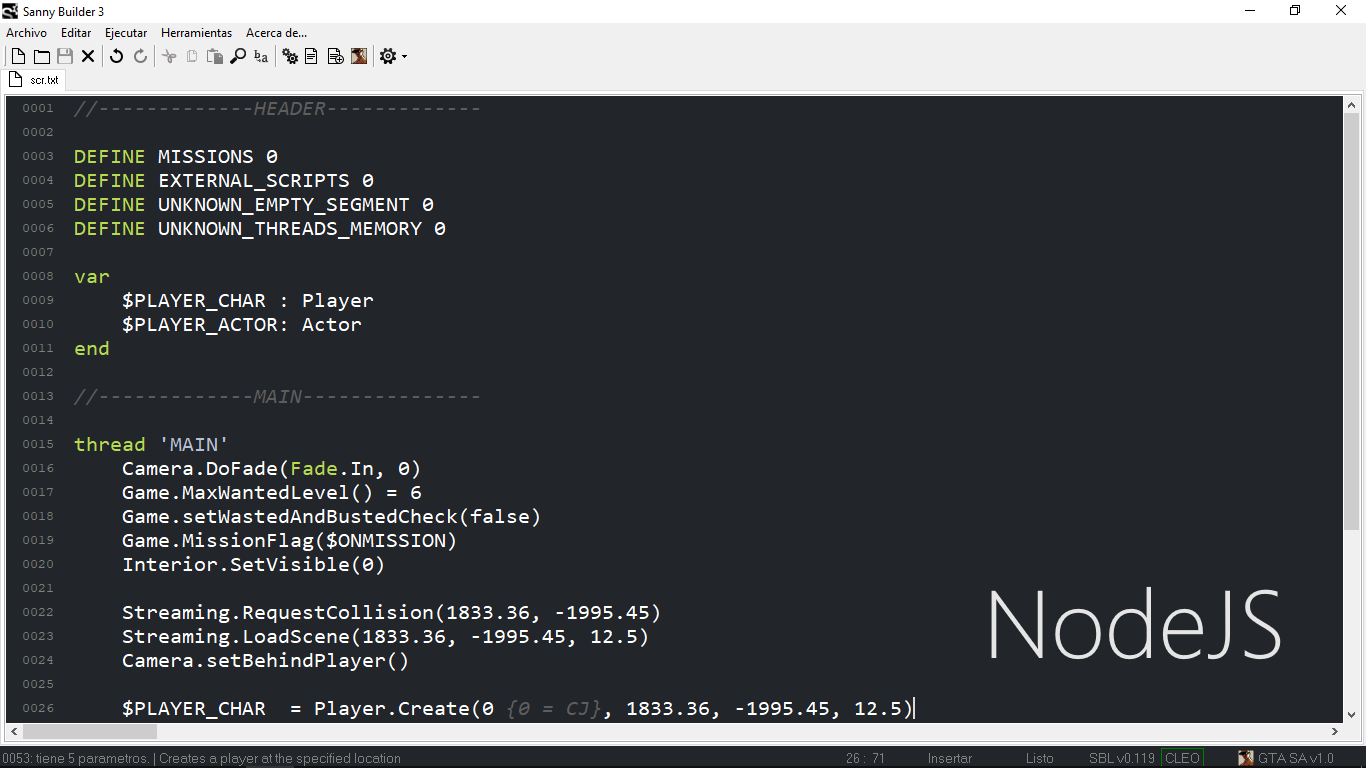 Sanny Builder 3
Archivo Editar Ejecutar Herramientas Acerca de...
scr.txt
0001 //-------------HEADER-------------
0002
0003 DEFINE MISSIONS 0
0004 DEFINE EXTERNAL_SCRIPTS 0
0005 DEFINE UNKNOWN_EMPTY_SEGMENT 0
0006 DEFINE UNKNOWN_THREADS_MEMORY 0
0007
0008 var
0009 $PLAYER_CHAR : Player
0010 $PLAYER_ACTOR: Actor
0011 end
0012
0013 //-------------MAIN---------------
0014
0015 thread 'MAIN'
0016 Camera.DoFade(Fade.In, 0)
0017 Game.MaxWantedLevel() = 6
0018 Game.setWastedAndBustedCheck(false)
0019 Game.MissionFlag($ONMISSION)
0020 Interior.SetVisible(0)
0021
0022 Streaming.RequestCollision(1833.36, -1995.45)
0023 Streaming.LoadScene(1833.36, -1995.45, 12.5)
0024 Camera.setBehindPlayer()
0025
0026 $PLAYER_CHAR  = Player.Create(0 {0 = CJ}, 1833.36, -1995.45, 12.5)
NodeJS
0053: tiene 5 parametros. | Creates a player at the specified location 26 : 71 Insertar Listo SBL v0.119 CLEO GTA SA v1.0